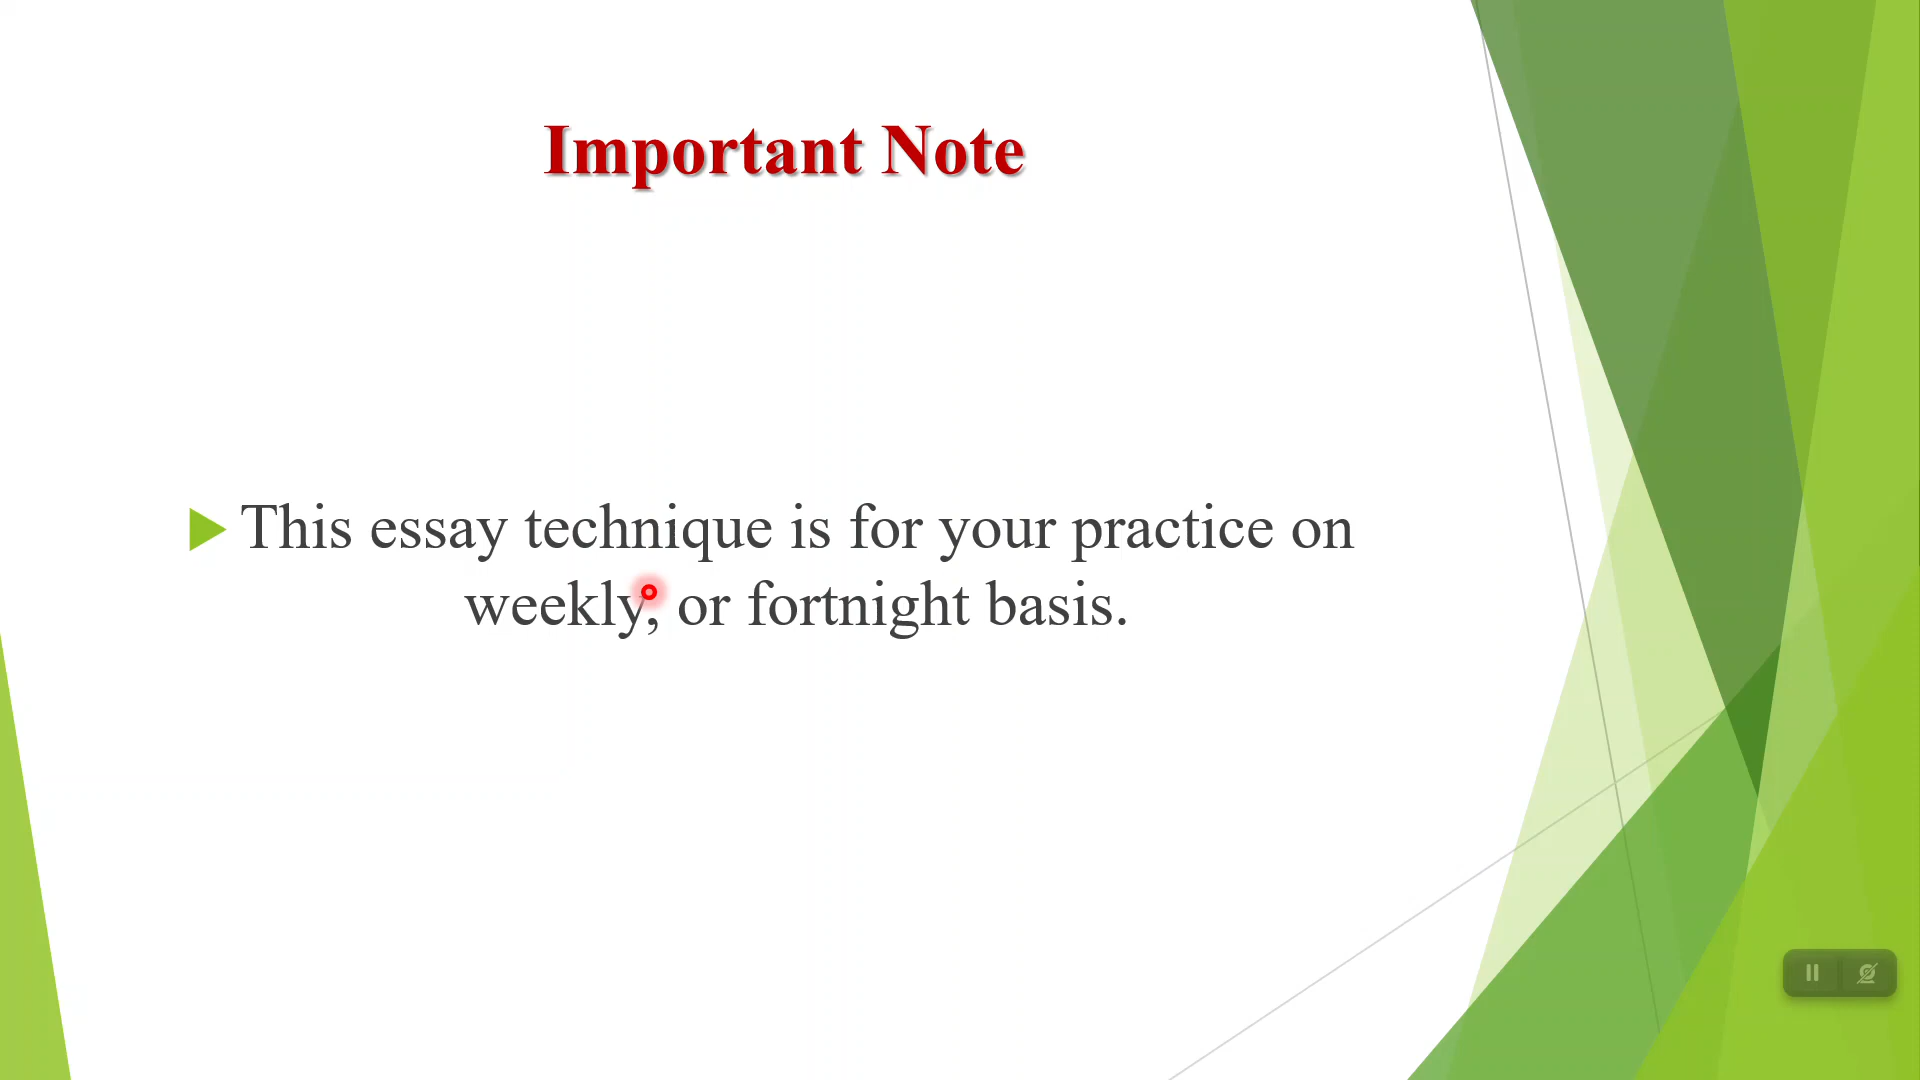 Important Note
This essay technique is for your practice on
weekly, or fortnight basis.